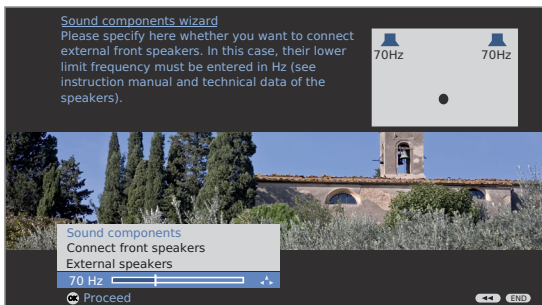 Sound components wizard
Please specify here whether you want to connect
external front speakers. In this case, their lower
limit frequency must be entered in Hz (see
instruction manual and technical data of the
speakers).
70Hz 70Hz
Sound components
Connect front speakers
External speakers
70 Hz
OK Proceed
END